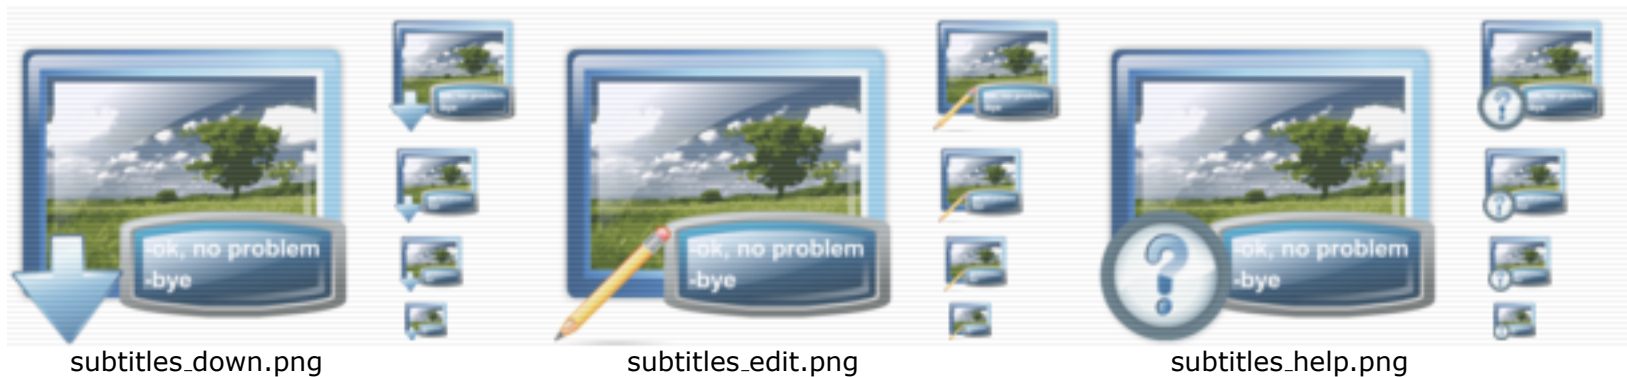 -ok, no problem
-bye
-ok, no problem
-bye
-ok, no problem
-bye
subtitles_down.png
subtitles_edit.png
subtitles_help.png